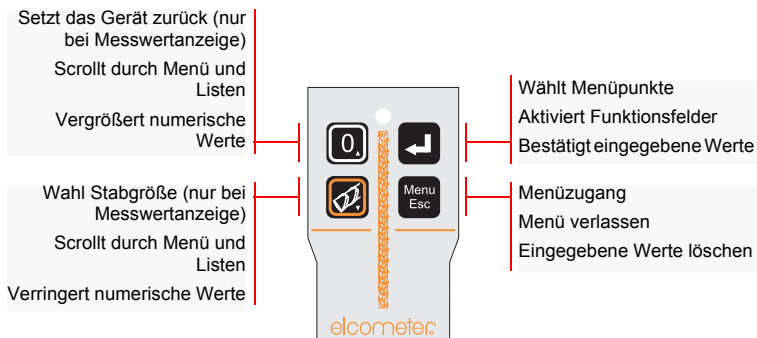 Setzt das Gerät zurück (nur
bei Messwertanzeige)
Scrollt durch Menü und
Listen
Vergrößert numerische
Werte
Wahl Stabgröße (nur bei
Messwertanzeige)
Scrollt durch Menü und
Listen
Verringert numerische Werte
0
Menu
Esc
elcometer
Wählt Menüpunkte
Aktiviert Funktionsfelder
Bestätigt eingegebene Werte
Menüzugang
Menü verlassen
Eingegebene Werte löschen